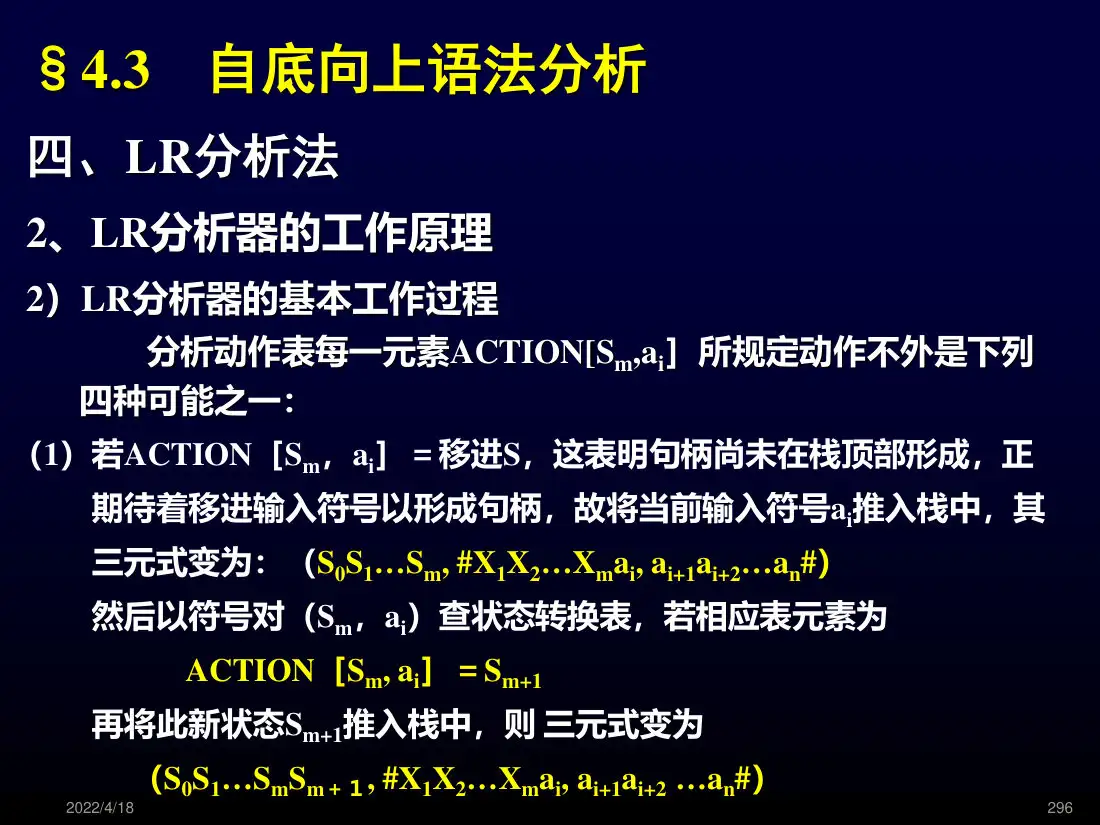 §4.3 自底向上语法分析
四、LR分析法
2、LR分析器的工作原理
2）LR分析器的基本工作过程
分析动作表每一元素ACTION[Sm,ai］所规定动作不外是下列
四种可能之一：
（1）若ACTION［Sm，ai］＝移进S，这表明句柄尚未在栈顶部形成，正
期待着移进输入符号以形成句柄，故将当前输入符号ai推入栈中，其
三元式变为：（S0S1…Sm, #X1X2…Xmai, ai+1ai+2…an#）
然后以符号对（Sm，ai）查状态转换表，若相应表元素为
ACTION［Sm, ai］＝Sm+1
再将此新状态Sm+1推入栈中，则 三元式变为
（S0S1…SmSm＋１, #X1X2…Xmai, ai+1ai+2 …an#）
2022/4/18
296